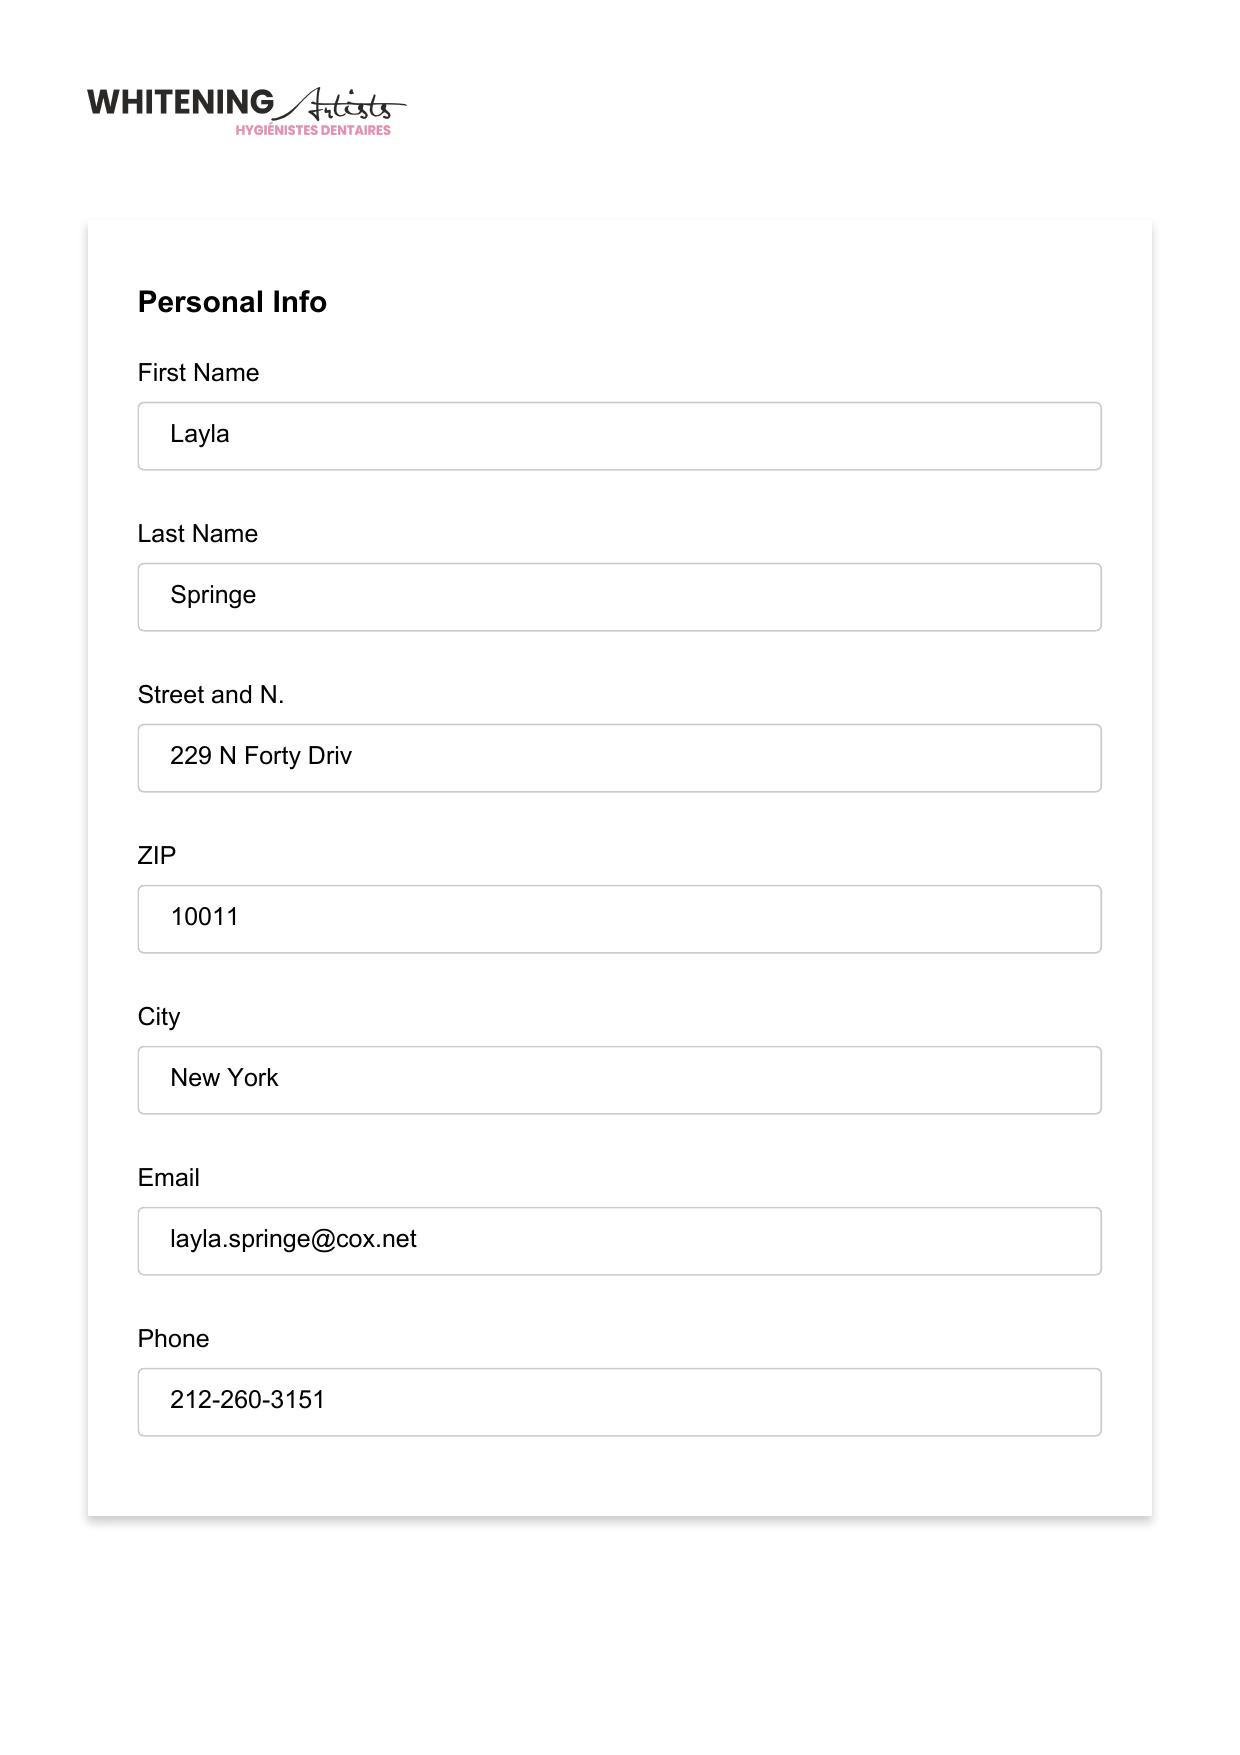 WHITENING Artists
HYGIÉNISTES DENTAIRES
Personal Info
First Name
Layla
Last Name
Springe
Street and N.
229 N Forty Driv
ZIP
10011
City
New York
Email
layla.springe@cox.net
Phone
212-260-3151